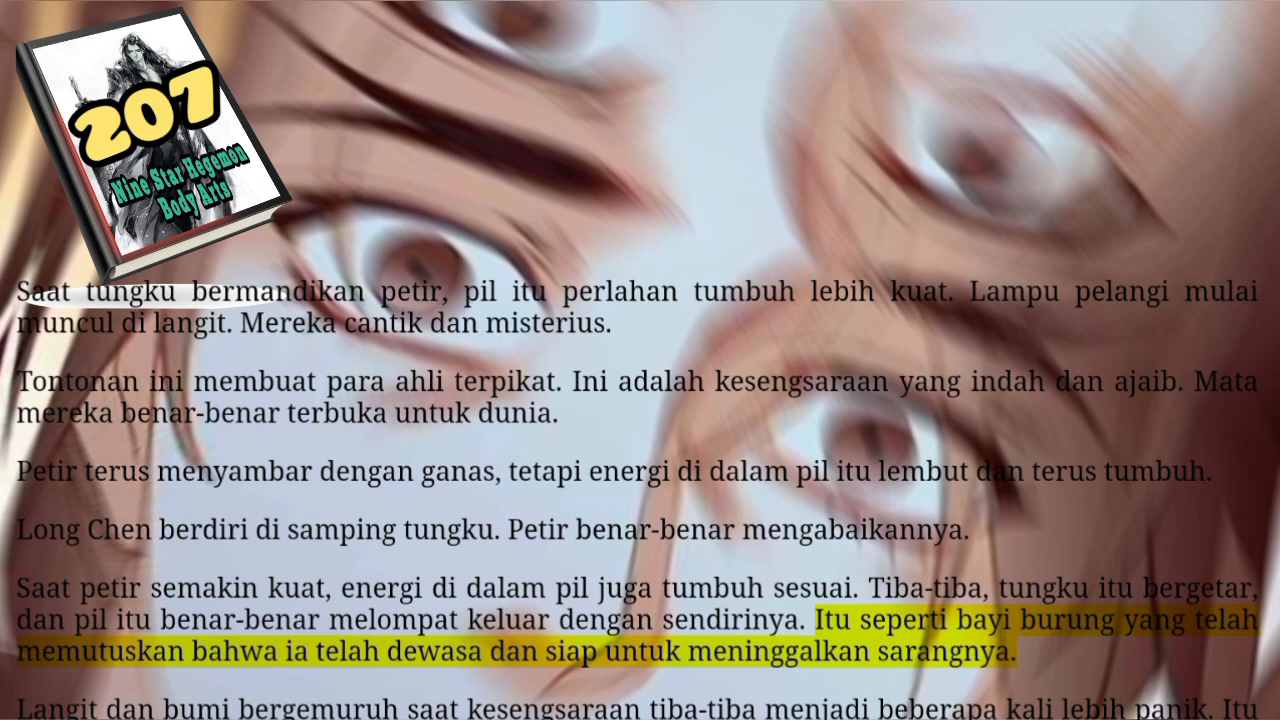 207
Nine Star Hegemon
Body Arts
Saat tungku bermandikan petir, pil itu perlahan tumbuh lebih kuat. Lampu pelangi mulai
muncul di langit. Mereka cantik dan misterius.
Tontonan ini membuat para ahli terpikat. Ini adalah kesengsaraan yang indah dan ajaib. Mata
mereka benar-benar terbuka untuk dunia.
Petir terus menyambar dengan ganas, tetapi energi di dalam pil itu lembut dan terus tumbuh.
Long Chen berdiri di samping tungku. Petir benar-benar mengabaikannya.
Saat petir semakin kuat, energi di dalam pil juga tumbuh sesuai. Tiba-tiba, tungku itu bergetar,
dan pil itu benar-benar melompat keluar dengan sendirinya. Itu seperti bayi burung yang telah
memutuskan bahwa ia telah dewasa dan siap untuk meninggalkan sarangnya.
Langit dan bumi bergemuruh saat kesengsaraan tiba-tiba menjadi beberapa kali lebih panik. Itu